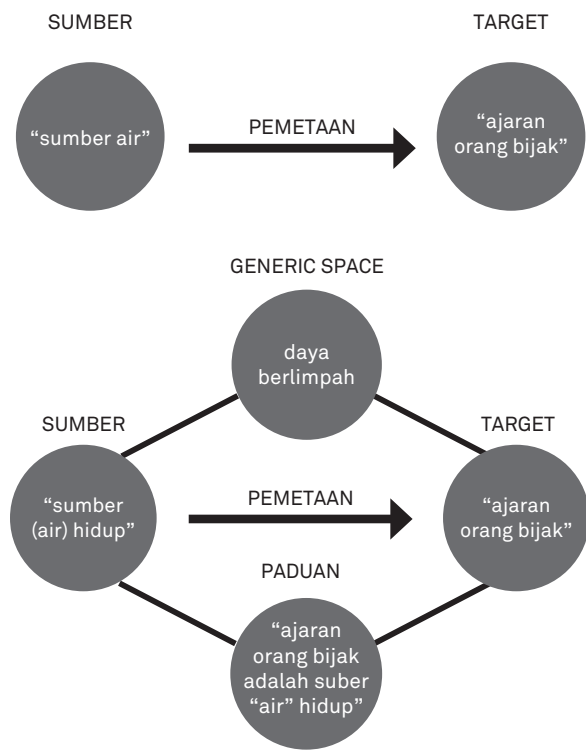 SUMBER
TARGET
“sumber air”
PEMETAAN
“ajaran
orang bijak”
GENERIC SPACE
daya
berlimpah
SUMBER
TARGET
“sumber
(air) hidup”
PEMETAAN
“ajaran
orang bijak”
PADUAN
“ajaran
orang bijak
adalah suber
“air” hidup”